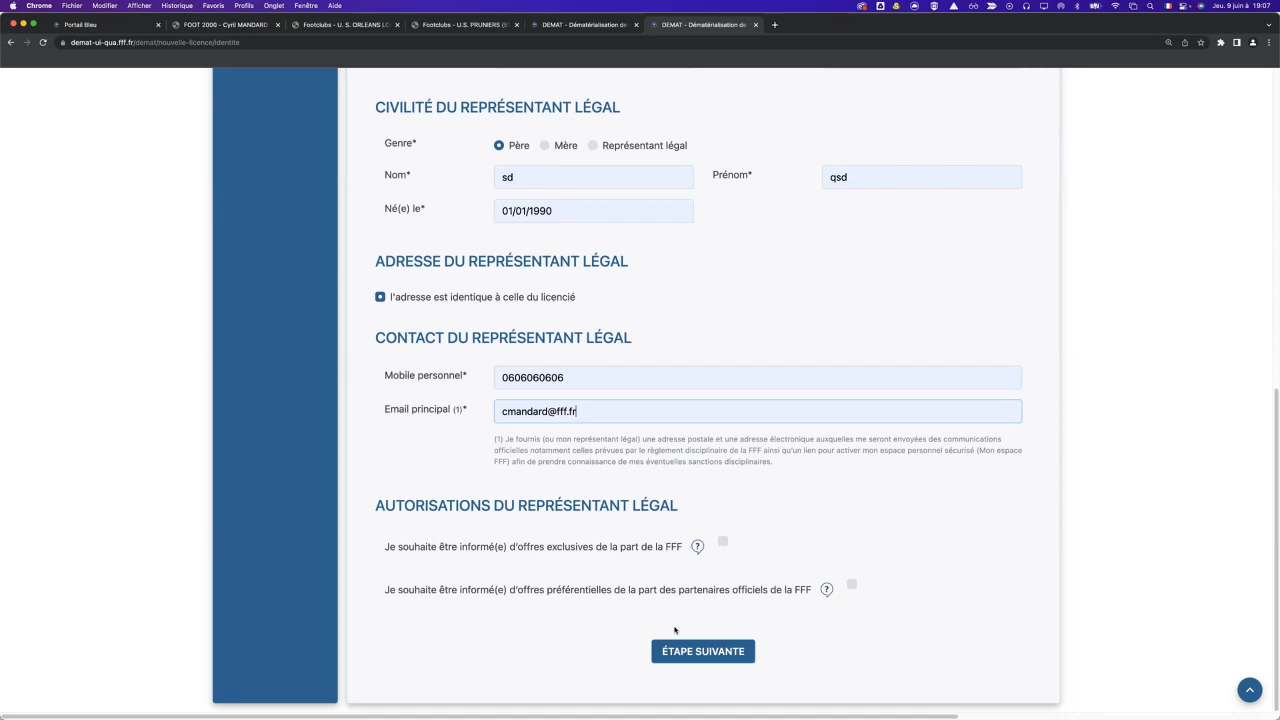 Chrome Fichier Modifier Afficher Historique Favoris Profils Onglet Fenêtre Aide Jeu. 9 juin à 19:07
Portail Bleu FOOT 2000 - Cyril MANDARD Footclubs - U. S. ORLEANS LO Footclubs - U.S. PRUNIERS (5 DEMAT - Dématérialisation de DEMAT - Dématérialisation de
demat-ui-qua.fff.fr/demat/nouvelle-licence/identite
CIVILITÉ DU REPRÉSENTANT LÉGAL
Genre* Père Mère Représentant légal
Nom* sd Prénom* qsd
Né(e) le* 01/01/1990
ADRESSE DU REPRÉSENTANT LÉGAL
l'adresse est identique à celle du licencié
CONTACT DU REPRÉSENTANT LÉGAL
Mobile personnel* 0606060606
Email principal (1)* cmandard@fff.fr
(1) Je fournis (ou mon représentant légal) une adresse postale et une adresse électronique auxquelles me seront envoyées des communications
officielles notamment celles prévues par le règlement disciplinaire de la FFF ainsi qu'un lien pour activer mon espace personnel sécurisé (Mon espace
FFF) afin de prendre connaissance de mes éventuelles sanctions disciplinaires.
AUTORISATIONS DU REPRÉSENTANT LÉGAL
Je souhaite être informé(e) d'offres exclusives de la part de la FFF ?
Je souhaite être informé(e) d'offres préférentielles de la part des partenaires officiels de la FFF ?
ÉTAPE SUIVANTE